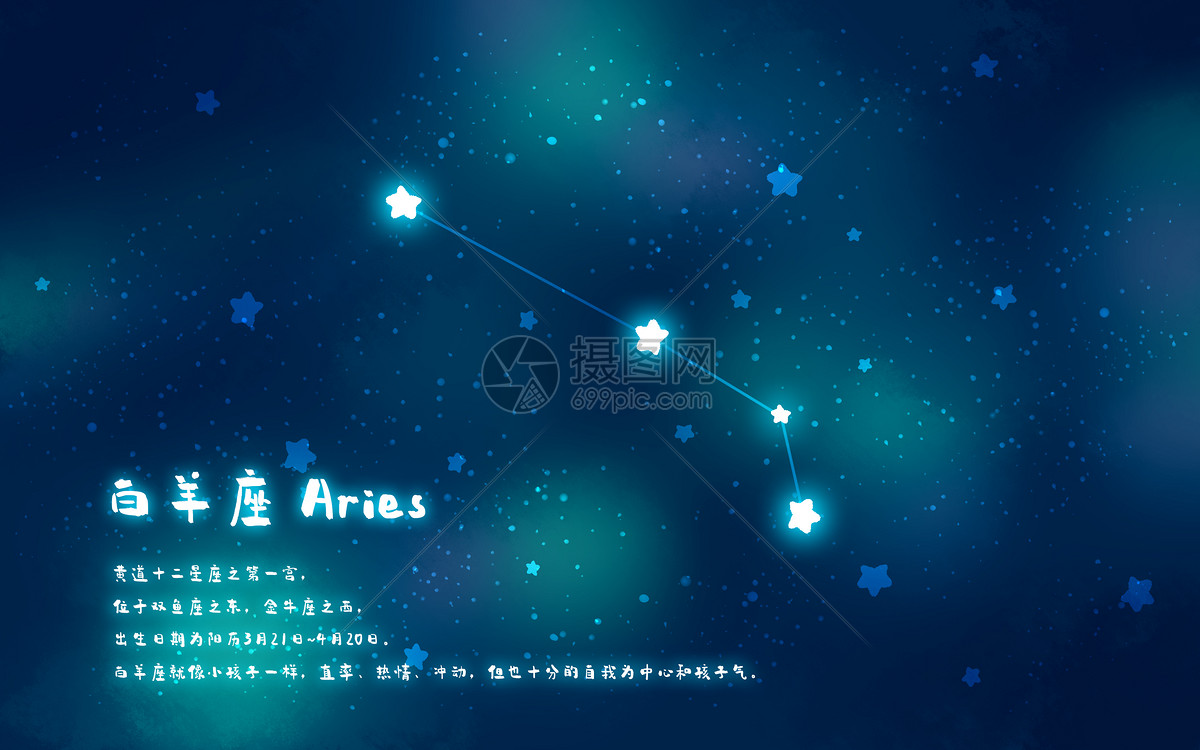 摄图网
699pic.com
白羊座 Aries
黄道十二星座之第一宫,
位于双鱼座之东,金牛座之西,
出生日期为阳历3月21日~4月20日。
白羊座就像小孩子一样,直率、热情、冲动,但也十分的自我为中心和孩子气。